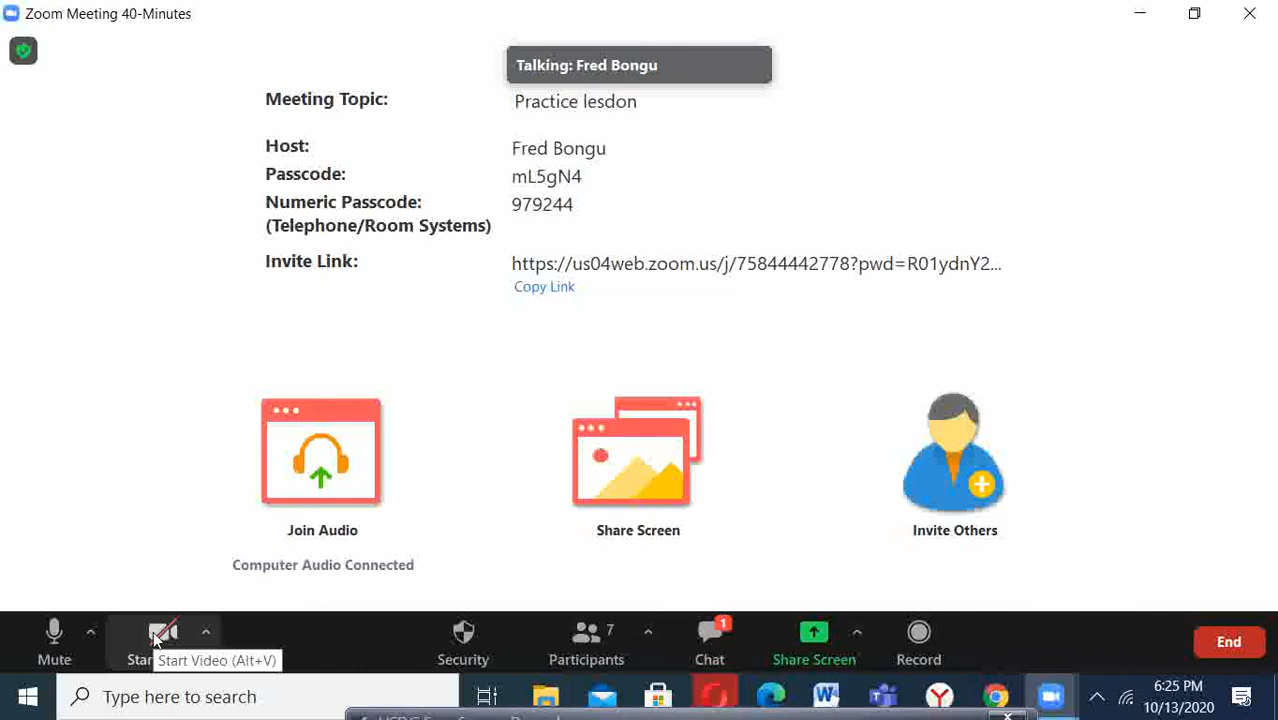 Zoom Meeting 40-Minutes
Talking: Fred Bongu
Meeting Topic: Practice lesdon
Host: Fred Bongu
Passcode: mL5gN4
Numeric Passcode: 979244
(Telephone/Room Systems)
Invite Link: https://us04web.zoom.us/j/75844442778?pwd=R01ydnY2...
Copy Link
Join Audio Share Screen Invite Others
Computer Audio Connected
7 1
Mute Start Video (Alt+V) Security Participants Chat Share Screen Record End
Type here to search
6:25 PM
10/13/2020